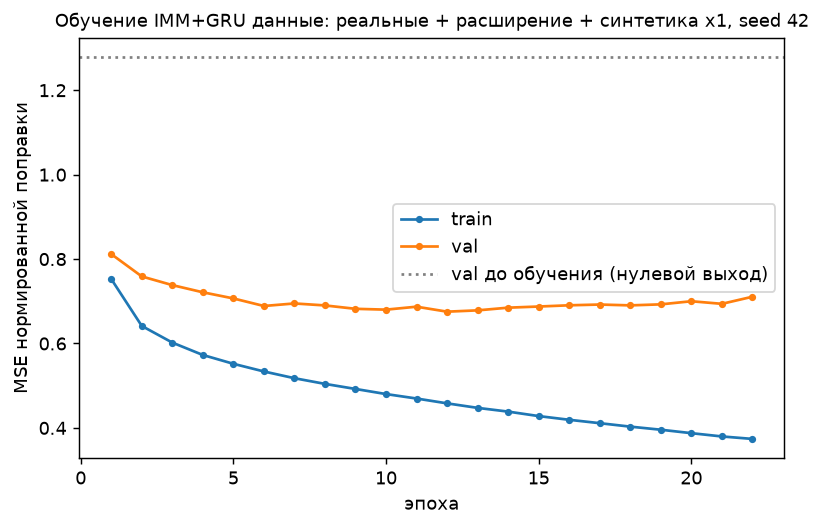 Обучение IMM+GRU данные: реальные + расширение + синтетика x1, seed 42
MSE нормированной поправки
1.2
1.0
0.8
0.6
0.4
train
val
val до обучения (нулевой выход)
0
5
10
15
20
эпоха